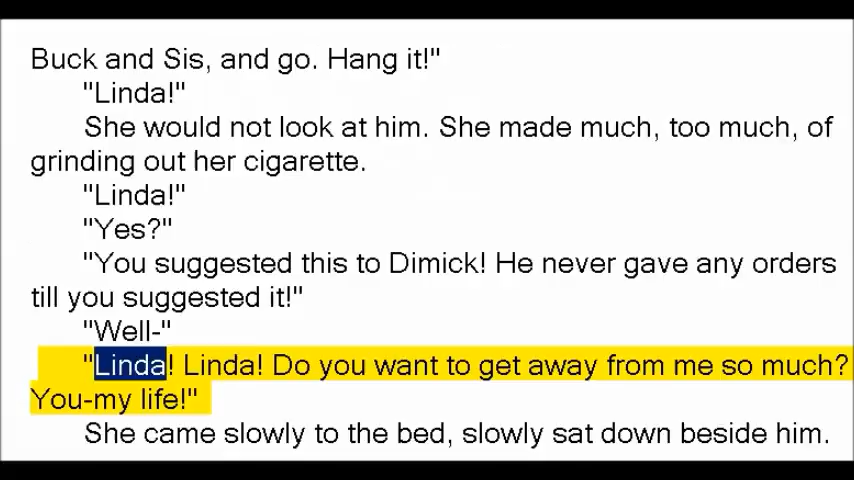 Buck and Sis, and go. Hang it!"
"Linda!"
She would not look at him. She made much, too much, of
grinding out her cigarette.
"Linda!"
"Yes?"
"You suggested this to Dimick! He never gave any orders
till you suggested it!"
"Well-"
"Linda! Linda! Do you want to get away from me so much?
You-my life!"
She came slowly to the bed, slowly sat down beside him.